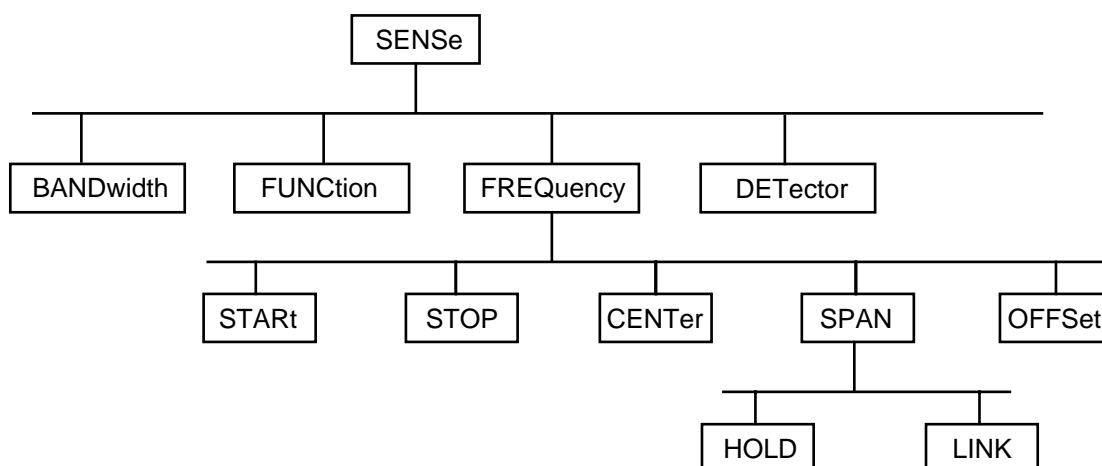 SENSe
BANDwidth FUNCtion FREQuency DETector
STARt STOP CENTer SPAN OFFSet
HOLD LINK